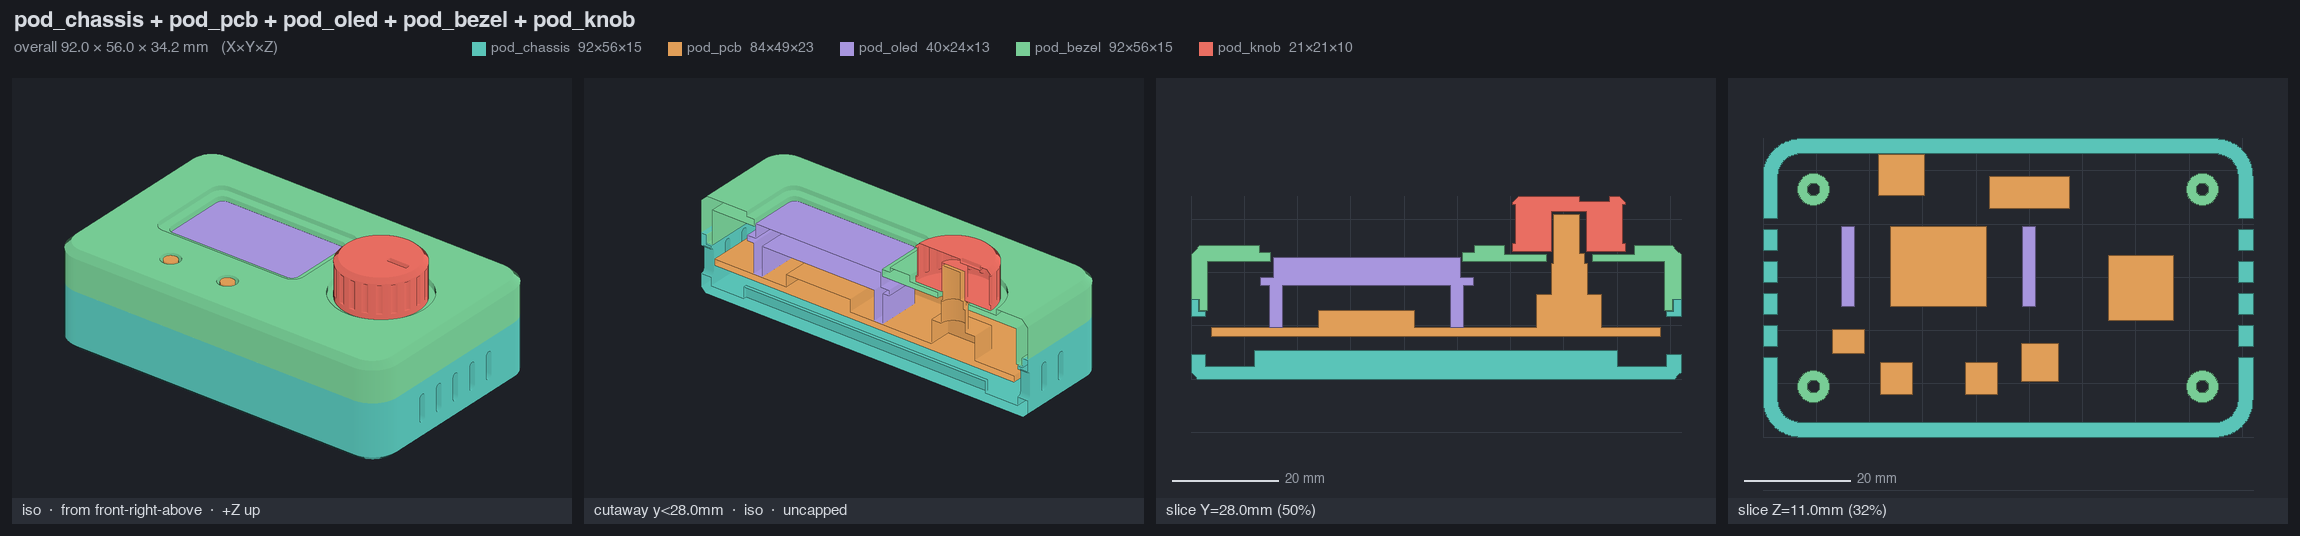 pod_chassis + pod_pcb + pod_oled + pod_bezel + pod_knob
overall 92.0 × 56.0 × 34.2 mm (X×Y×Z) pod_chassis 92×56×15 pod_pcb 84×49×23 pod_oled 40×24×13 pod_bezel 92×56×15 pod_knob 21×21×10
20 mm 20 mm
iso · from front-right-above · +Z up cutaway y<28.0mm · iso · uncapped slice Y=28.0mm (50%) slice Z=11.0mm (32%)